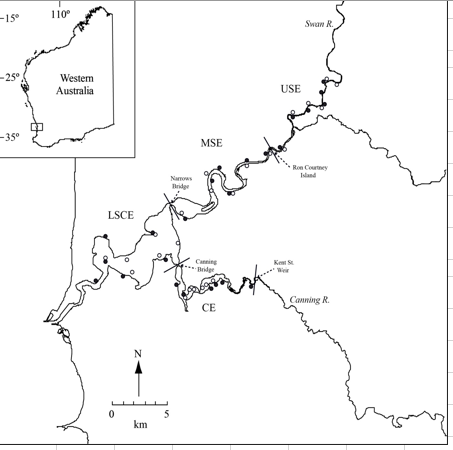 110°
15°
Swan R.
Western
Australia
25°
USE
35°
MSE
Ron Courtney
Island
Narrows
Bridge
LSCE
Canning
Bridge
Kent St
Weir
Canning R.
CE
N
0 5
km